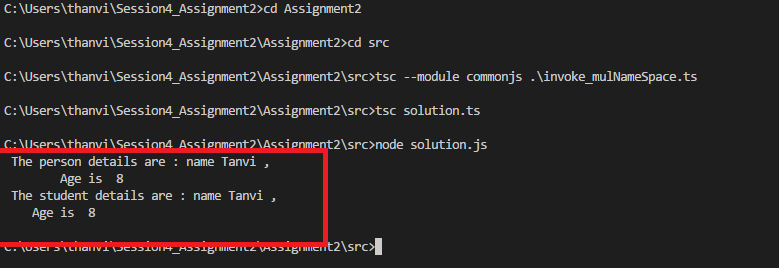 C:\Users\thanvi\Session4_Assignment2>cd Assignment2
C:\Users\thanvi\Session4_Assignment2\Assignment2>cd src
C:\Users\thanvi\Session4_Assignment2\Assignment2\src>tsc --module commonjs .\invoke_mulNameSpace.ts
C:\Users\thanvi\Session4_Assignment2\Assignment2\src>tsc solution.ts
C:\Users\thanvi\Session4_Assignment2\Assignment2\src>node solution.js
The person details are : name Tanvi ,
Age is 8
The student details are : name Tanvi ,
Age is 8
C:\Users\thanvi\Session4_Assignment2\Assignment2\src>